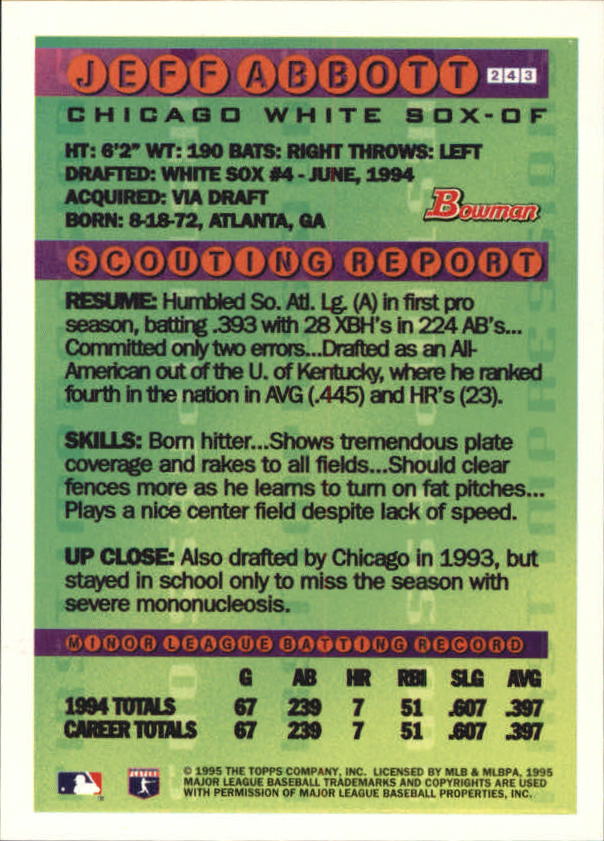 JEFF ABBOTT 243
CHICAGO WHITE SOX-OF
HT: 6'2" WT: 190 BATS: RIGHT THROWS: LEFT
DRAFTED: WHITE SOX #4 - JUNE, 1994
ACQUIRED: VIA DRAFT
BORN: 8-18-72, ATLANTA, GA
Bowman
SCOUTING REPORT
RESUME: Humbled So. Atl. Lg. (A) in first pro
season, batting .393 with 28 XBH's in 224 AB's...
Committed only two errors...Drafted as an All-
American out of the U. of Kentucky, where he ranked
fourth in the nation in AVG (.445) and HR's (23).
SKILLS: Born hitter...Shows tremendous plate
coverage and rakes to all fields...Should clear
fences more as he learns to turn on fat pitches...
Plays a nice center field despite lack of speed.
UP CLOSE: Also drafted by Chicago in 1993, but
stayed in school only to miss the season with
severe mononucleosis.
MINOR LEAGUE BATTING RECORD
G AB HR RBI SLG AVG
1994 TOTALS 67 239 7 51 .607 .397
CAREER TOTALS 67 239 7 51 .607 .397
© 1995 THE TOPPS COMPANY, INC. LICENSED BY MLB & MLBPA, 1995
MAJOR LEAGUE BASEBALL TRADEMARKS AND COPYRIGHTS ARE USED
WITH PERMISSION OF MAJOR LEAGUE BASEBALL PROPERTIES, INC.